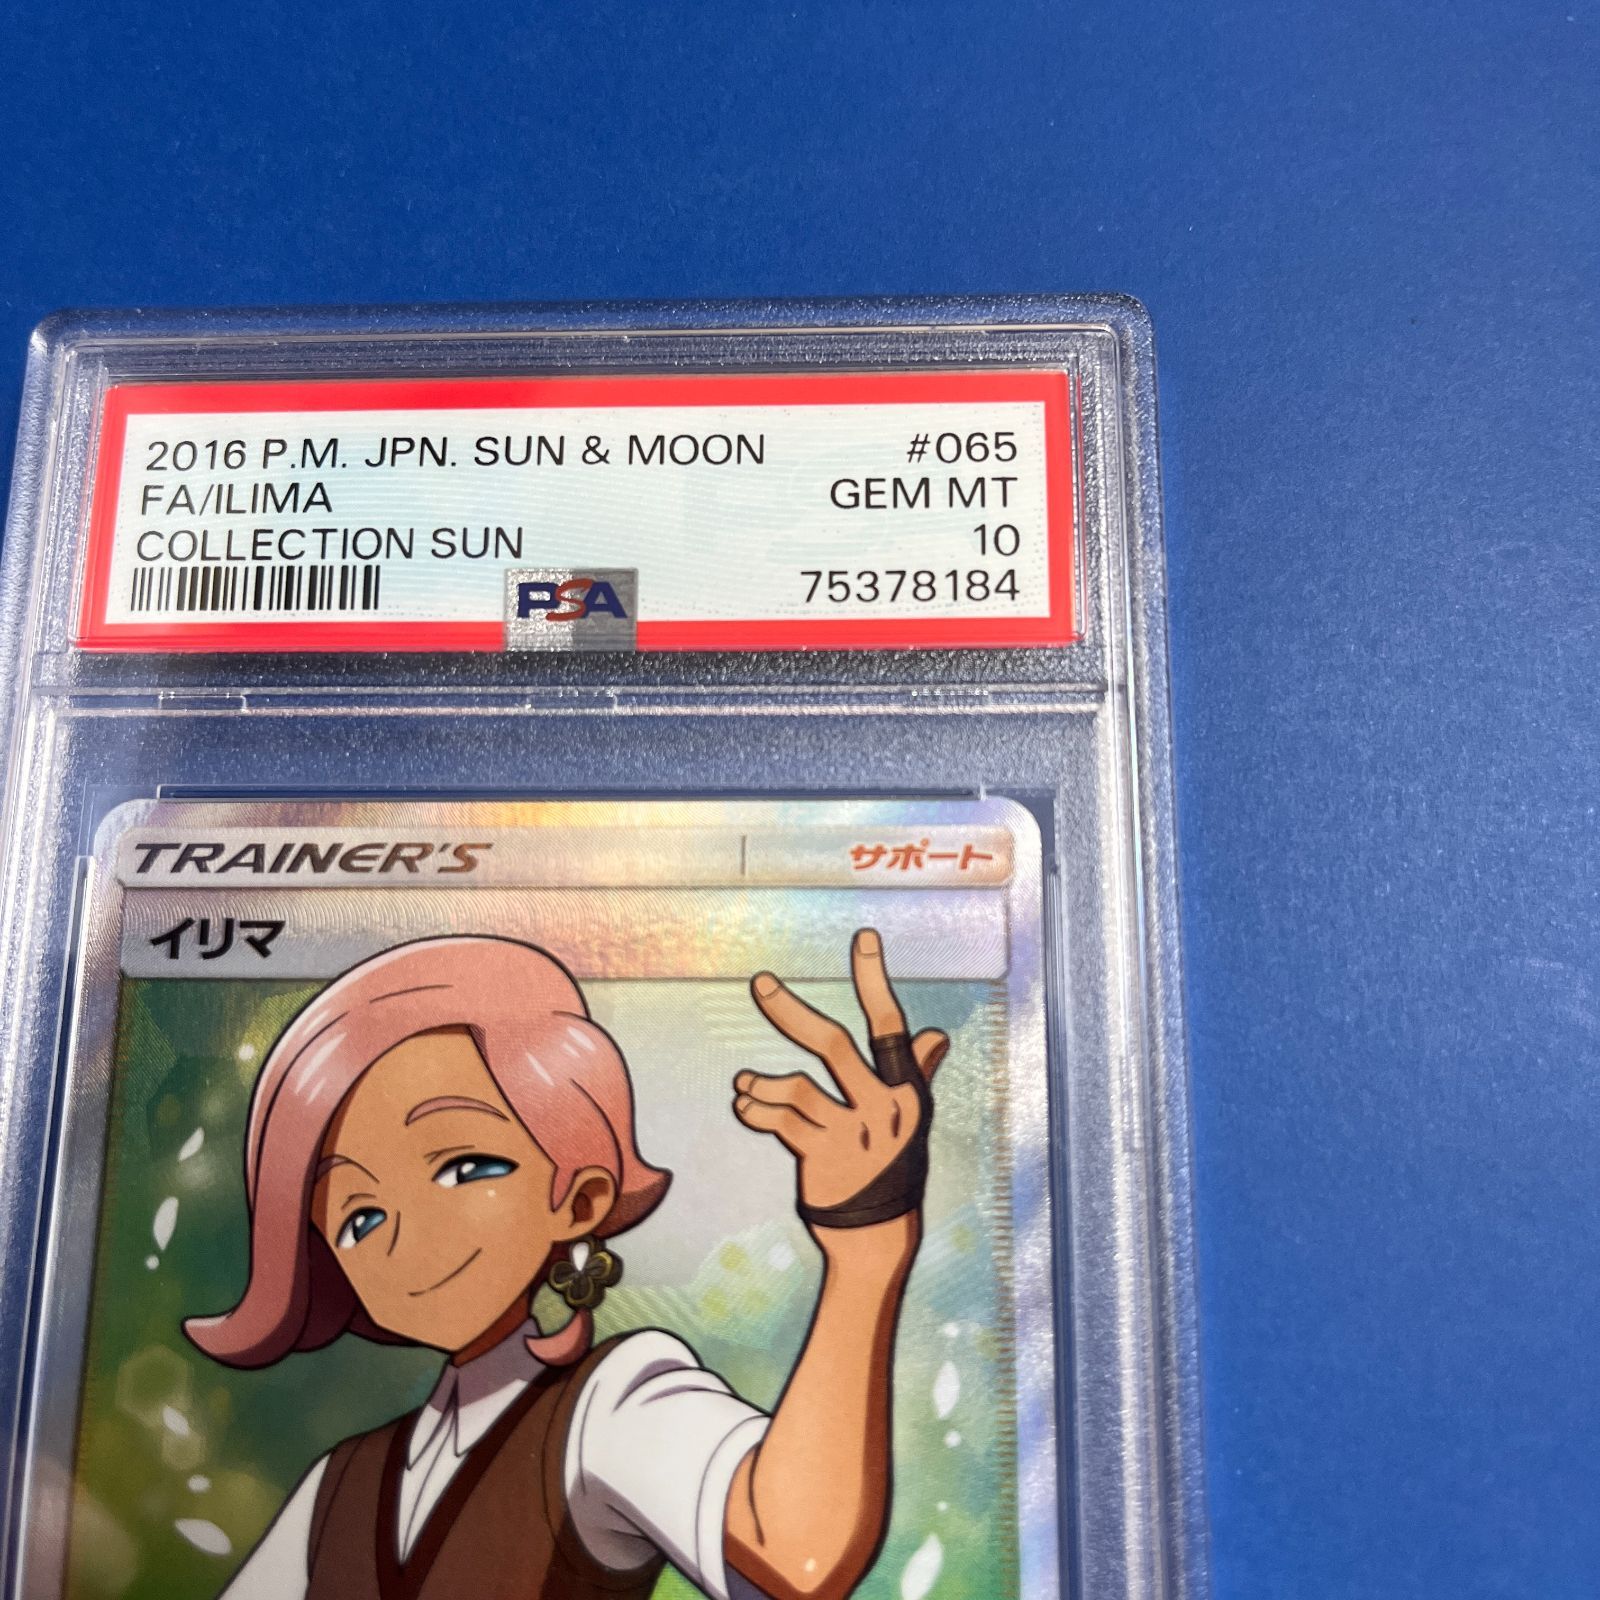 2016 P.M. JPN. SUN & MOON #065
FA/ILIMA GEM MT
COLLECTION SUN 10
PSA 75378184
TRAINER'S サポート
イリマ